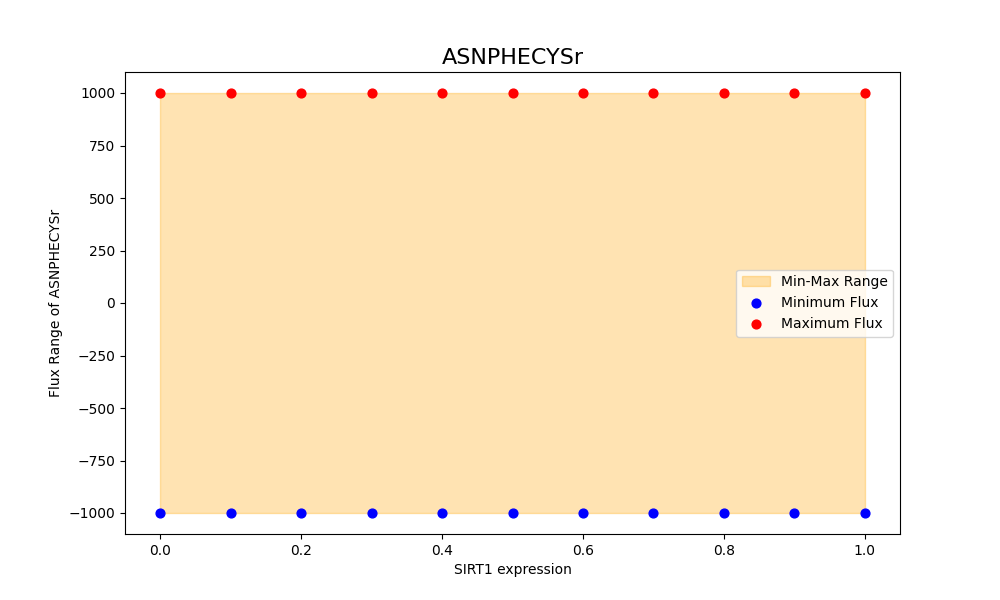 ASNPHECYSr
Flux Range of ASNPHECYSr
1000
750
500
250
0
−250
−500
−750
−1000
Min-Max Range
Minimum Flux
Maximum Flux
0.0 0.2 0.4 0.6 0.8 1.0
SIRT1 expression